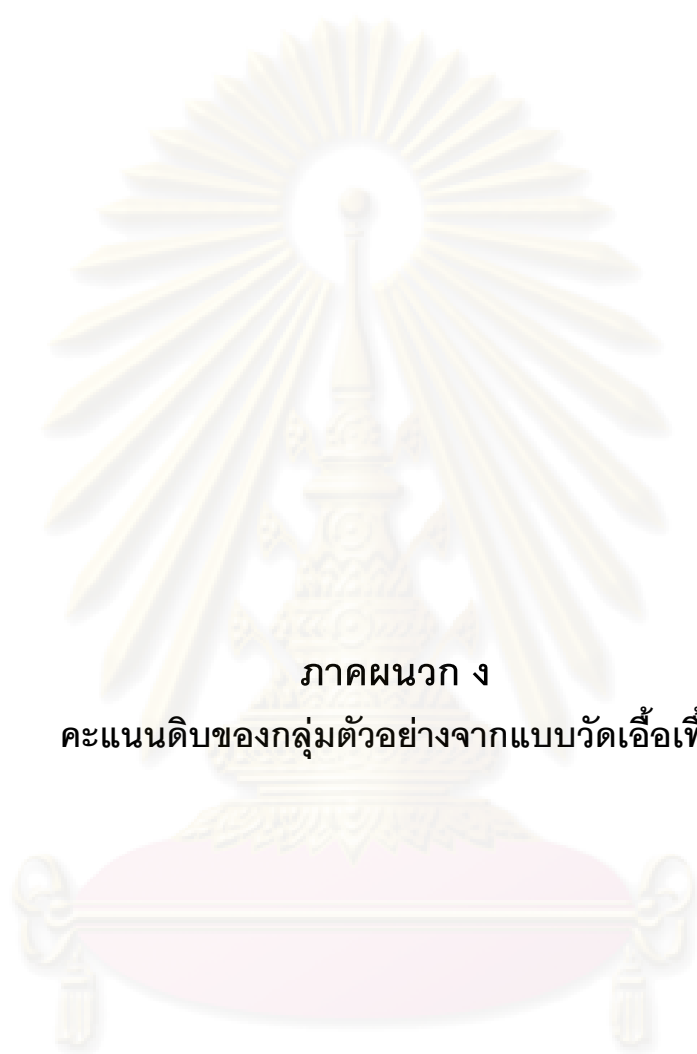 ภาคผนวก ง
คะแนนดิบของกลุ่มตัวอย่างจากแบบวัดเอื้อเ